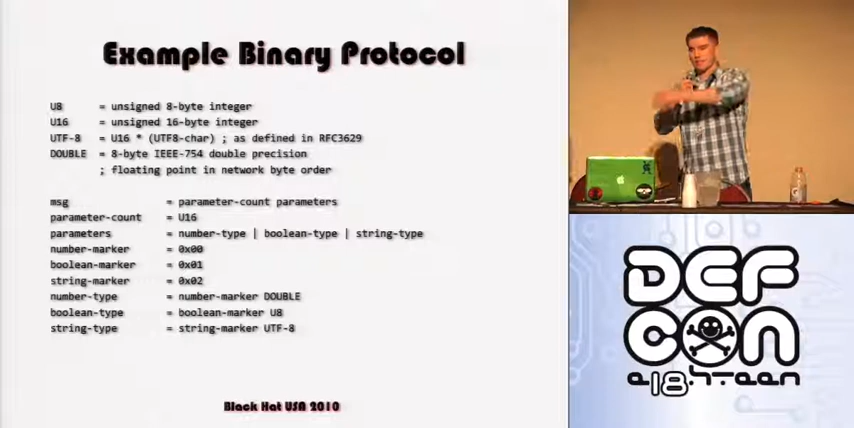 Example Binary Protocol
U8 = unsigned 8-byte integer
U16 = unsigned 16-byte integer
UTF-8 = U16 * (UTF8-char) ; as defined in RFC3629
DOUBLE = 8-byte IEEE-754 double precision
; floating point in network byte order
msg = parameter-count parameters
parameter-count = U16
parameters = number-type | boolean-type | string-type
number-marker = 0x00
boolean-marker = 0x01
string-marker = 0x02
number-type = number-marker DOUBLE
boolean-type = boolean-marker U8
string-type = string-marker UTF-8
Black Hat USA 2010
DEF
CON
e18h-teen